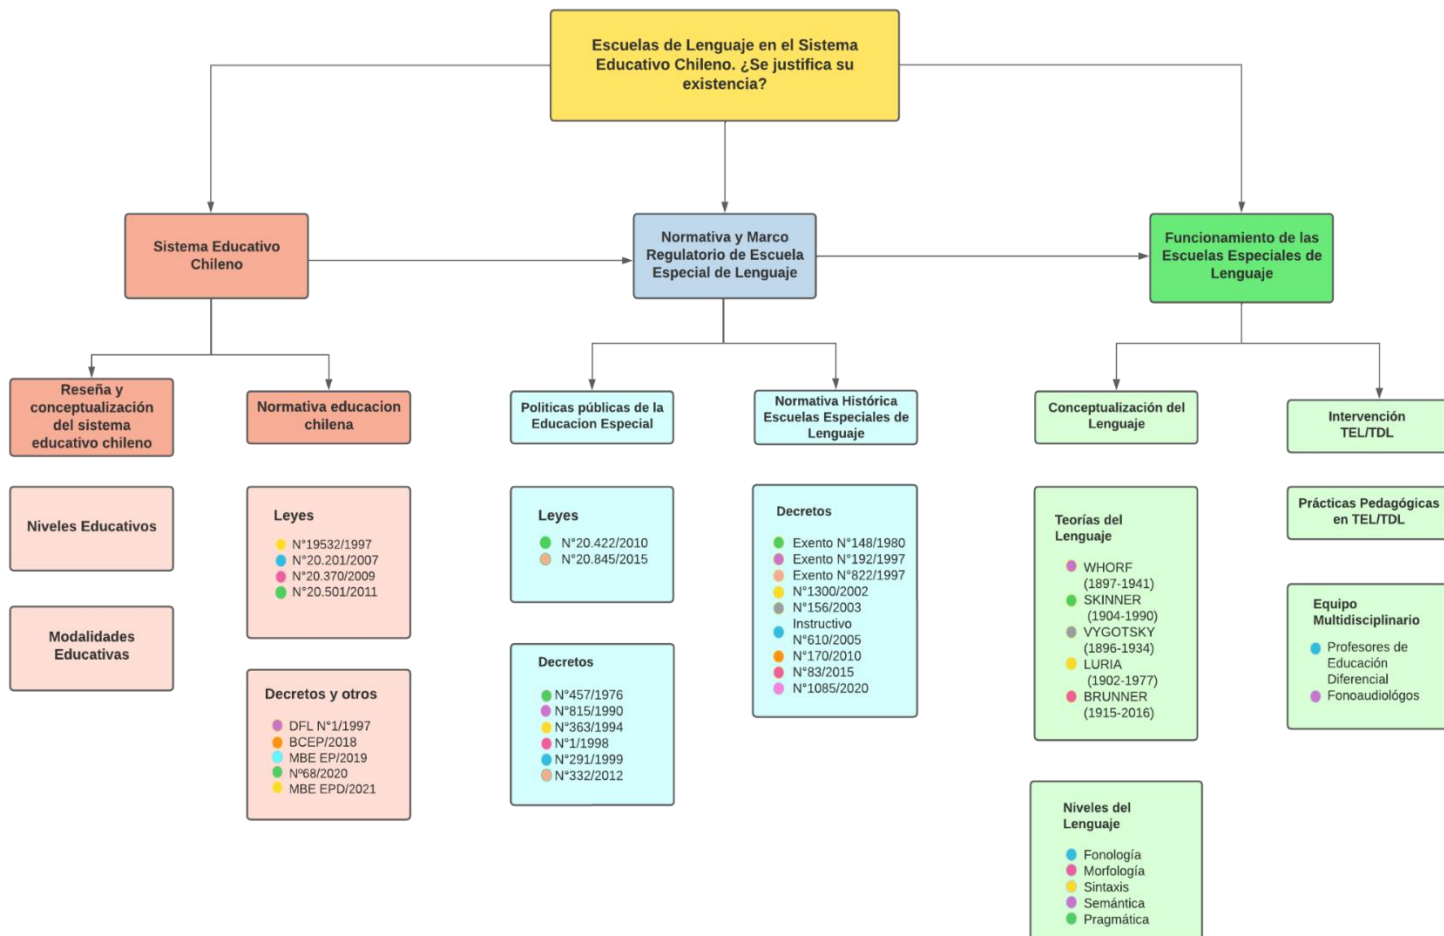 Escuelas de Lenguaje en el Sistema
Educativo Chileno. ¿Se justifica su
existencia?
Sistema Educativo
Chileno
Normativa y Marco
Regulatorio de Escuela
Especial de Lenguaje
Funcionamiento de las
Escuelas Especiales de
Lenguaje
Reseña y
conceptualización
del sistema
educativo chileno
Normativa educacion
chilena
Politicas públicas de la
Educacion Especial
Normativa Histórica
Escuelas Especiales de
Lenguaje
Conceptualización del
Lenguaje
Intervención
TEL/TDL
Niveles Educativos
Modalidades
Educativas
Leyes
N°19532/1997
N°20.201/2007
N°20.370/2009
N°20.501/2011
Decretos y otros
DFL N°1/1997
BCEP/2018
MBE EP/2019
Nº68/2020
MBE EPD/2021
Leyes
N°20.422/2010
N°20.845/2015
Decretos
N°457/1976
N°815/1990
N°363/1994
N°1/1998
N°291/1999
N°332/2012
Decretos
Exento N°148/1980
Exento N°192/1997
Exento N°822/1997
N°1300/2002
N°156/2003
Instructivo
N°610/2005
N°170/2010
N°83/2015
N°1085/2020
Teorías del
Lenguaje
WHORF
(1897-1941)
SKINNER
(1904-1990)
VYGOTSKY
(1896-1934)
LURIA
(1902-1977)
BRUNNER
(1915-2016)
Niveles del
Lenguaje
Fonología
Morfología
Sintaxis
Semántica
Pragmática
Prácticas Pedagógicas
en TEL/TDL
Equipo
Multidisciplinario
Profesores de
Educación
Diferencial
Fonoaudiológos